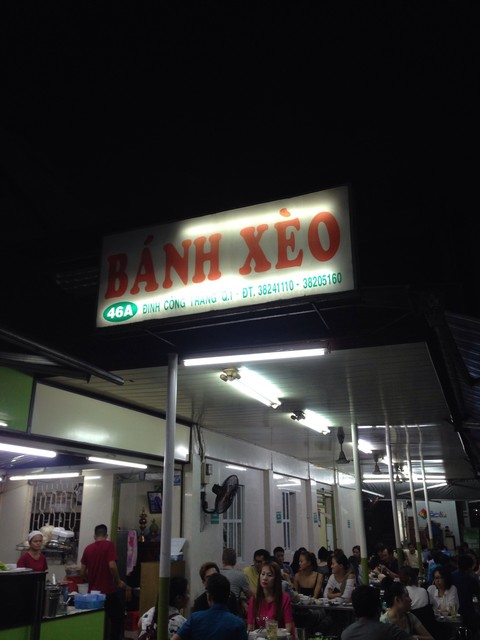 BÁNH XÈO
46A ĐINH CÔNG TRÁNG Q.1 - ĐT. 38241110 - 38205160